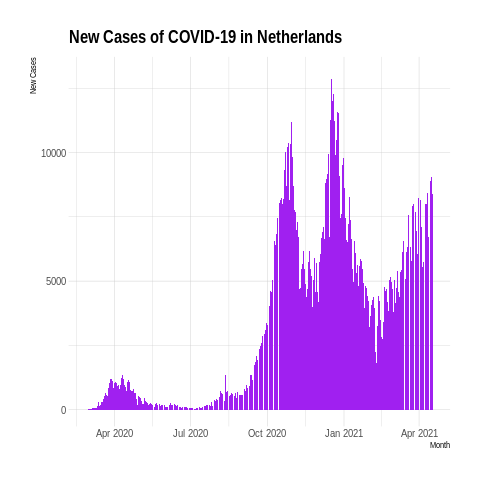 New Cases of COVID-19 in Netherlands
New Cases
10000
5000
0
Apr 2020 Jul 2020 Oct 2020 Jan 2021 Apr 2021
Month